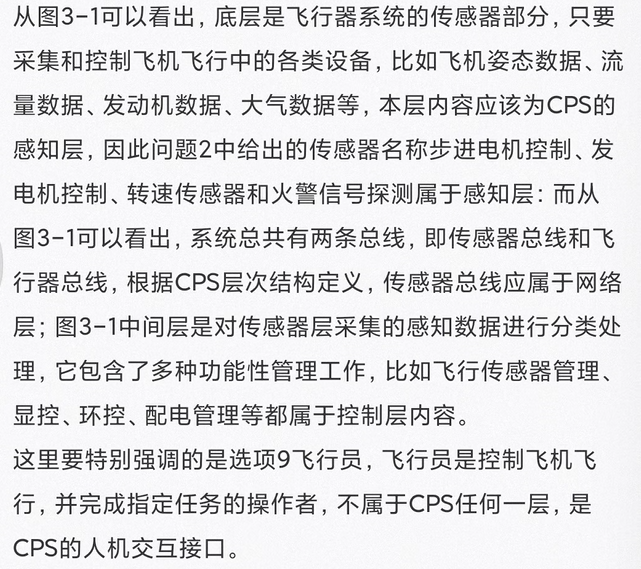 从图3-1可以看出，底层是飞行器系统的传感器部分，只要
采集和控制飞机飞行中的各类设备，比如飞机姿态数据、流
量数据、发动机数据、大气数据等，本层内容应该为CPS的
感知层，因此问题2中给出的传感器名称步进电机控制、发
电机控制、转速传感器和火警信号探测属于感知层：而从
图3-1可以看出，系统总共有两条总线，即传感器总线和飞
行器总线，根据CPS层次结构定义，传感器总线应属于网络
层；图3-1中间层是对传感器层采集的感知数据进行分类处
理，它包含了多种功能性管理工作，比如飞行传感器管理、
显控、环控、配电管理等都属于控制层内容。
这里要特别强调的是选项9飞行员，飞行员是控制飞机飞
行，并完成指定任务的操作者，不属于CPS任何一层，是
CPS的人机交互接口。